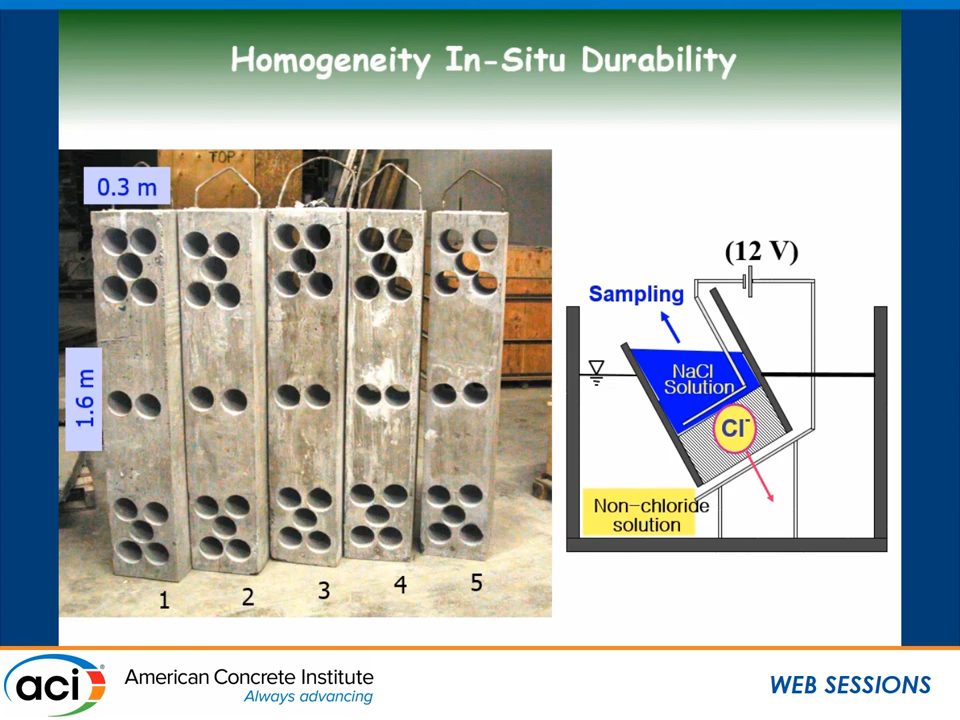 Homogeneity In-Situ Durability
TOP
0.3 m
1.6 m
1
2
3
4
5
(12 V)
Sampling
NaCl
Solution
Cl-
Non-chloride
solution
aci
American Concrete Institute
Always advancing
WEB SESSIONS